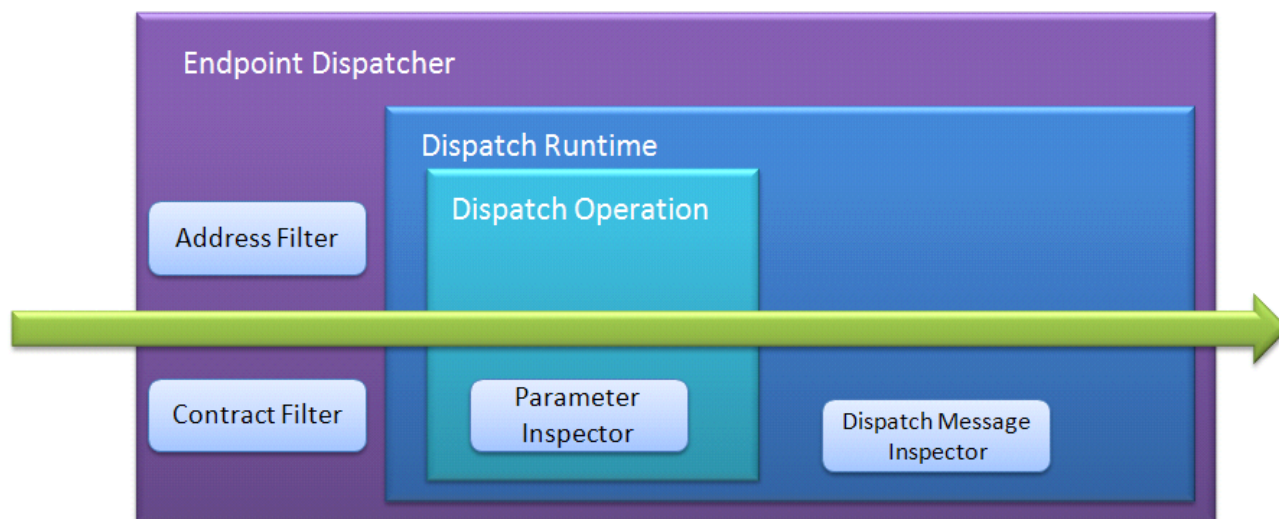 Endpoint Dispatcher
Dispatch Runtime
Dispatch Operation
Address Filter
Contract Filter
Parameter
Inspector
Dispatch Message
Inspector